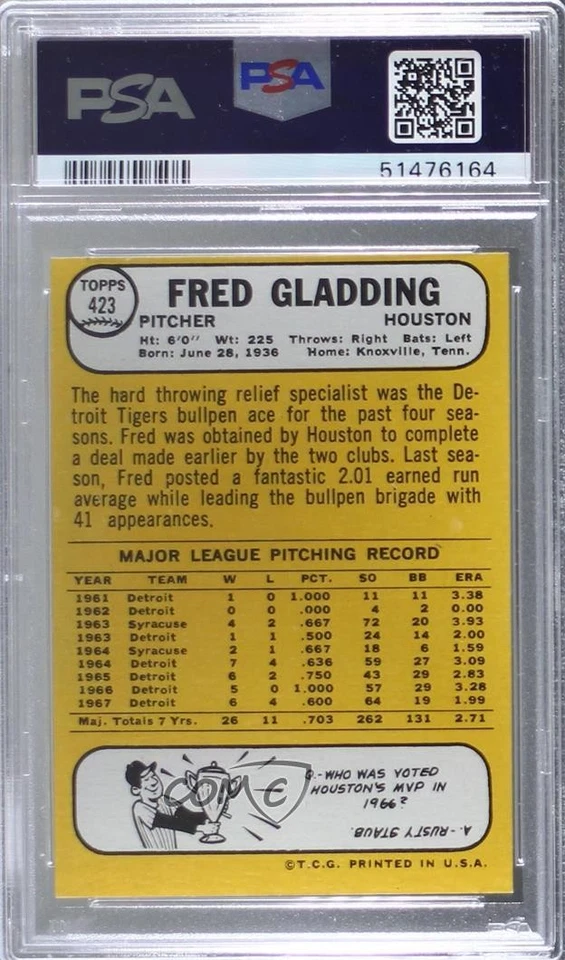 PSA PSA
51476164
TOPPS
423
FRED GLADDING
PITCHER HOUSTON
Ht: 6'0" Wt: 225 Throws: Right Bats: Left
Born: June 28, 1936 Home: Knoxville, Tenn.
The hard throwing relief specialist was the De-
troit Tigers bullpen ace for the past four sea-
sons. Fred was obtained by Houston to complete
a deal made earlier by the two clubs. Last sea-
son, Fred posted a fantastic 2.01 earned run
average while leading the bullpen brigade with
41 appearances.
MAJOR LEAGUE PITCHING RECORD
YEAR TEAM W L PCT. SO BB ERA
1961 Detroit 1 0 1.000 11 11 3.38
1962 Detroit 0 0 .000 4 2 0.00
1963 Syracuse 4 2 .667 72 20 3.93
1963 Detroit 1 1 .500 24 14 2.00
1964 Syracuse 2 1 .667 18 6 1.59
1964 Detroit 7 4 .636 59 27 3.09
1965 Detroit 6 2 .750 43 29 2.83
1966 Detroit 5 0 1.000 57 29 3.28
1967 Detroit 6 4 .600 64 19 1.99
Maj. Totals 7 Yrs. 26 11 .703 262 131 2.71
Q.-WHO WAS VOTED
HOUSTON'S MVP IN
1966?
COMC
A.-RUSTY STAUB.
©T.C.G. PRINTED IN U.S.A.